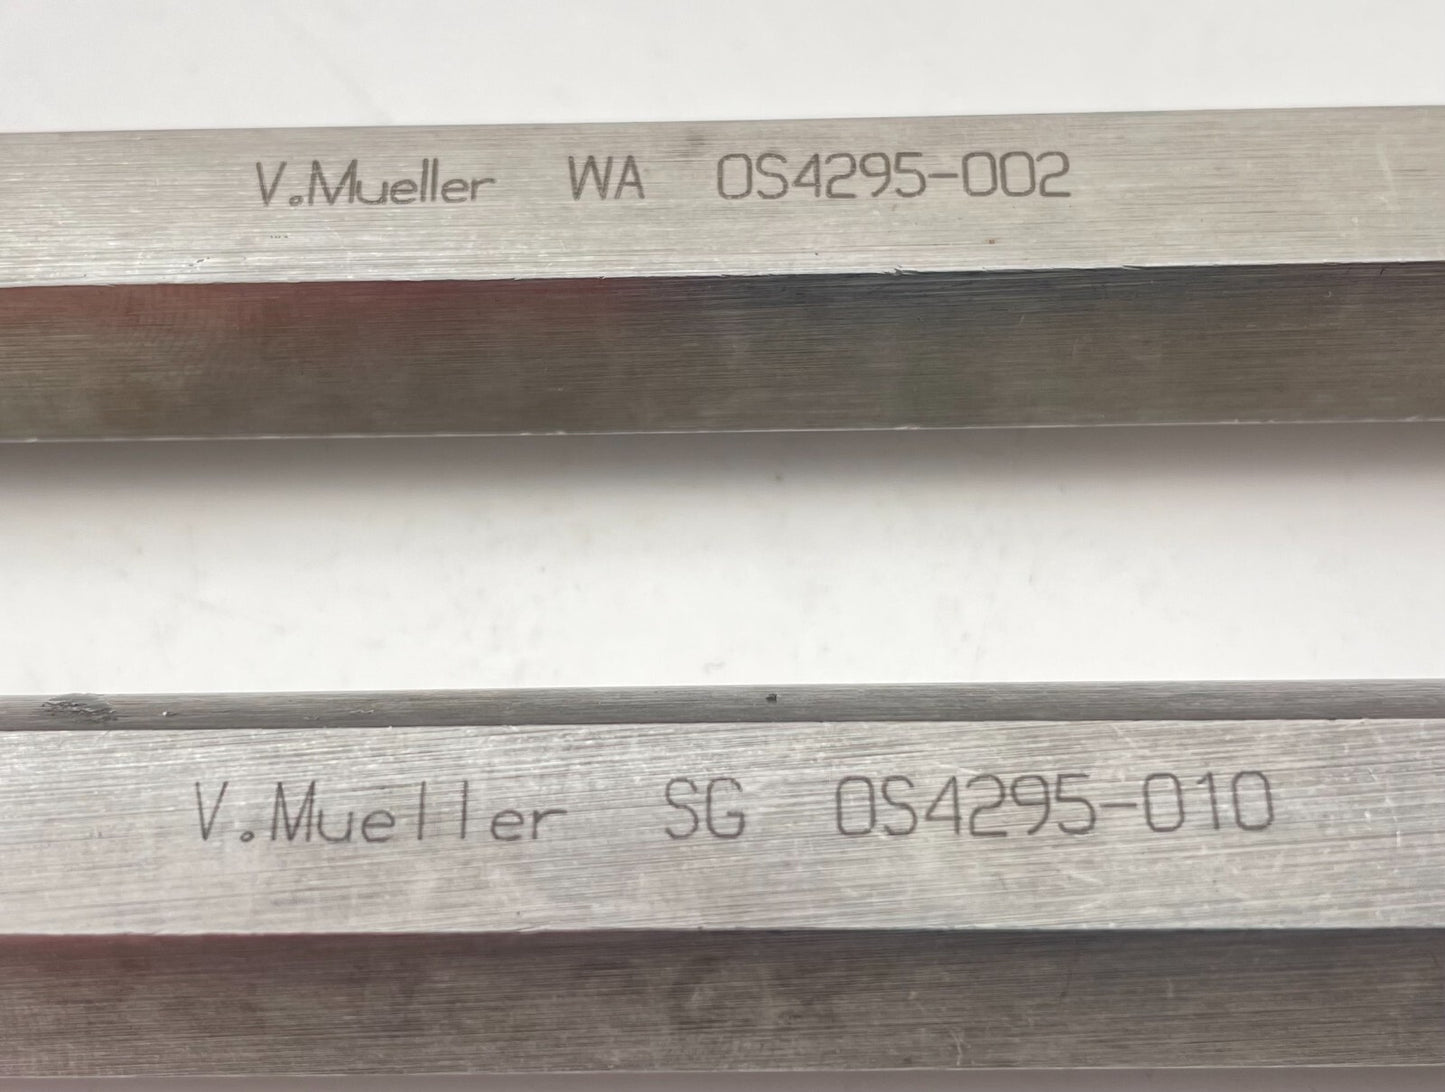 V.Mueller WA OS4295-002
V.Mueller SG OS4295-010